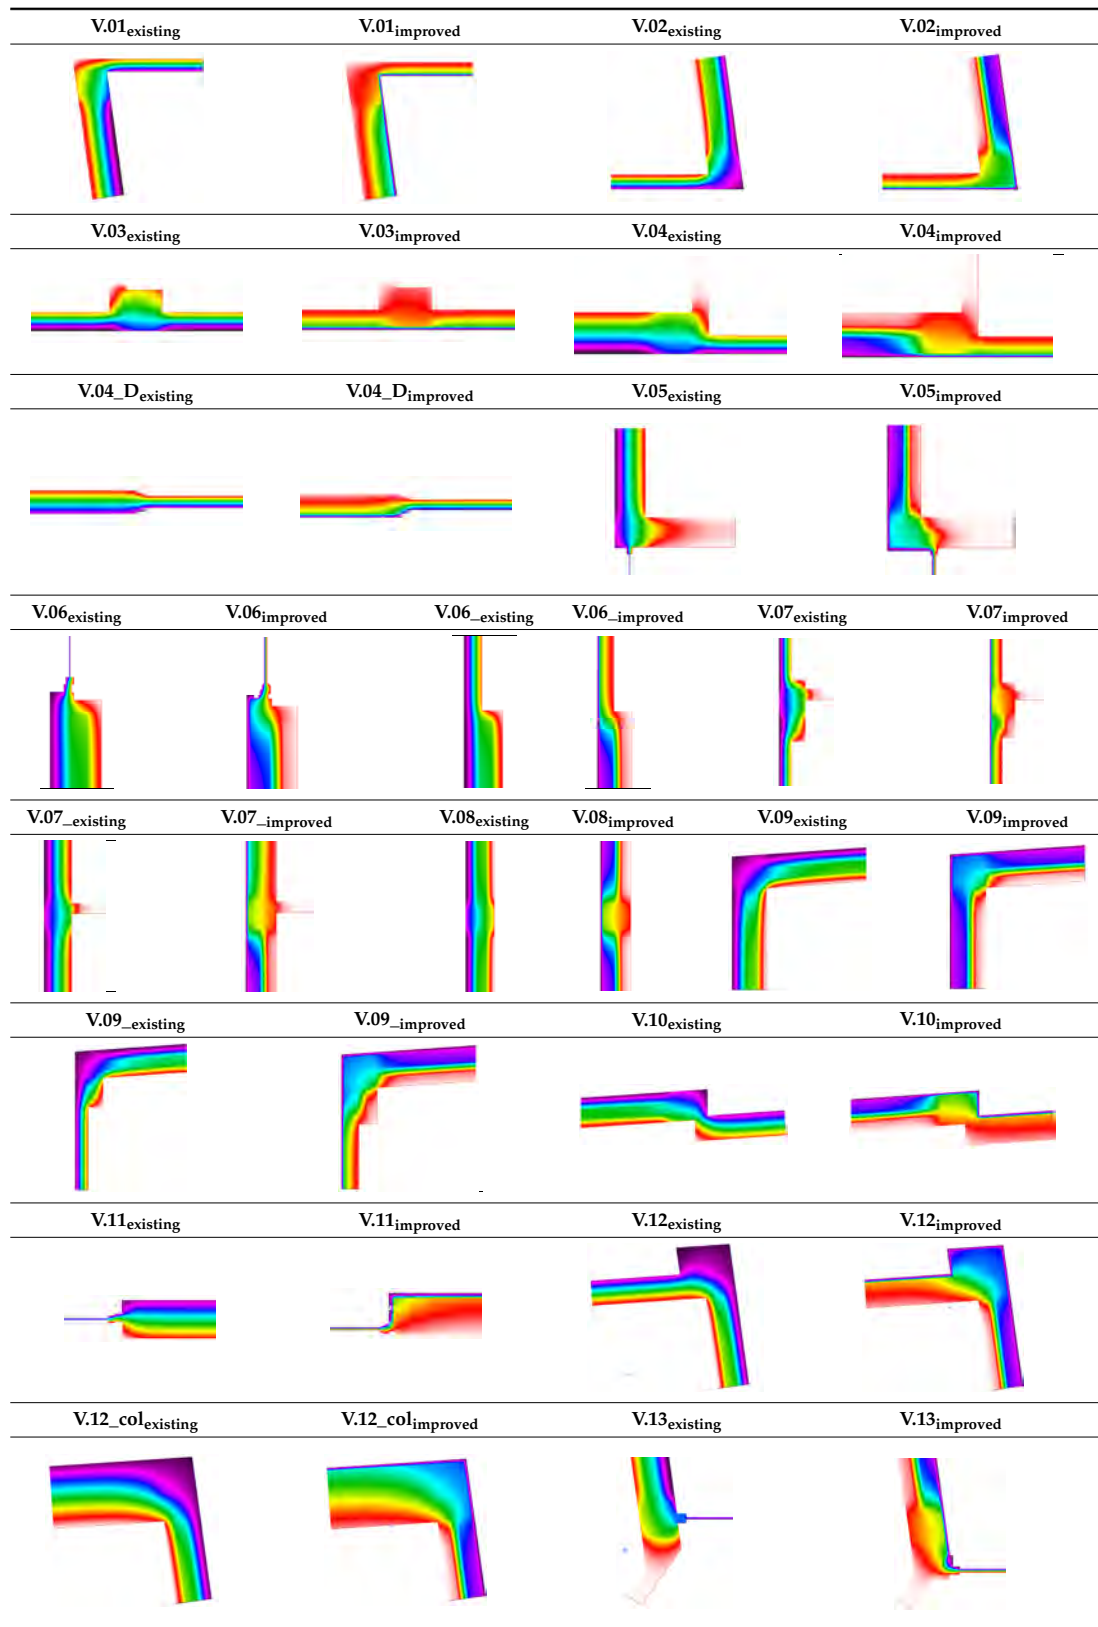 V.01existing V.01improved V.02existing V.02improved
V.03existing V.03improved V.04existing V.04improved
V.04_Dexisting V.04_Dimproved V.05existing V.05improved
V.06existing V.06improved V.06_existing V.06_improved V.07existing V.07improved
V.07_existing V.07_improved V.08existing V.08improved V.09existing V.09improved
V.09_existing V.09_improved V.10existing V.10improved
V.11existing V.11improved V.12existing V.12improved
V.12_colexisting V.12_colimproved V.13existing V.13improved